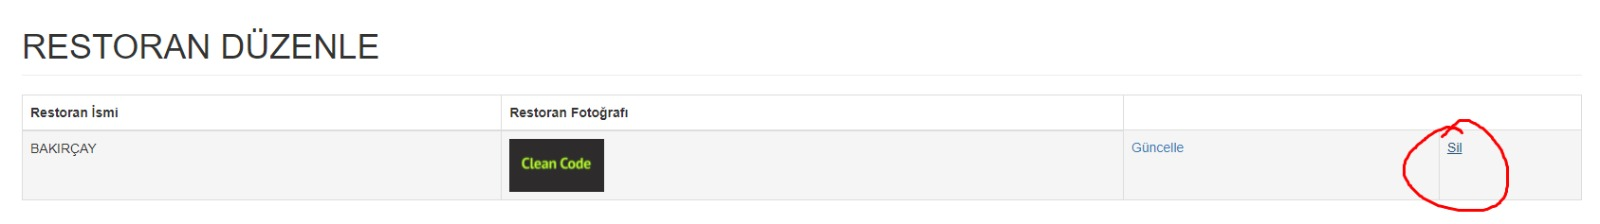 RESTORAN DÜZENLE
Restoran İsmi Restoran Fotoğrafı
BAKIRÇAY Clean Code Güncelle Sil